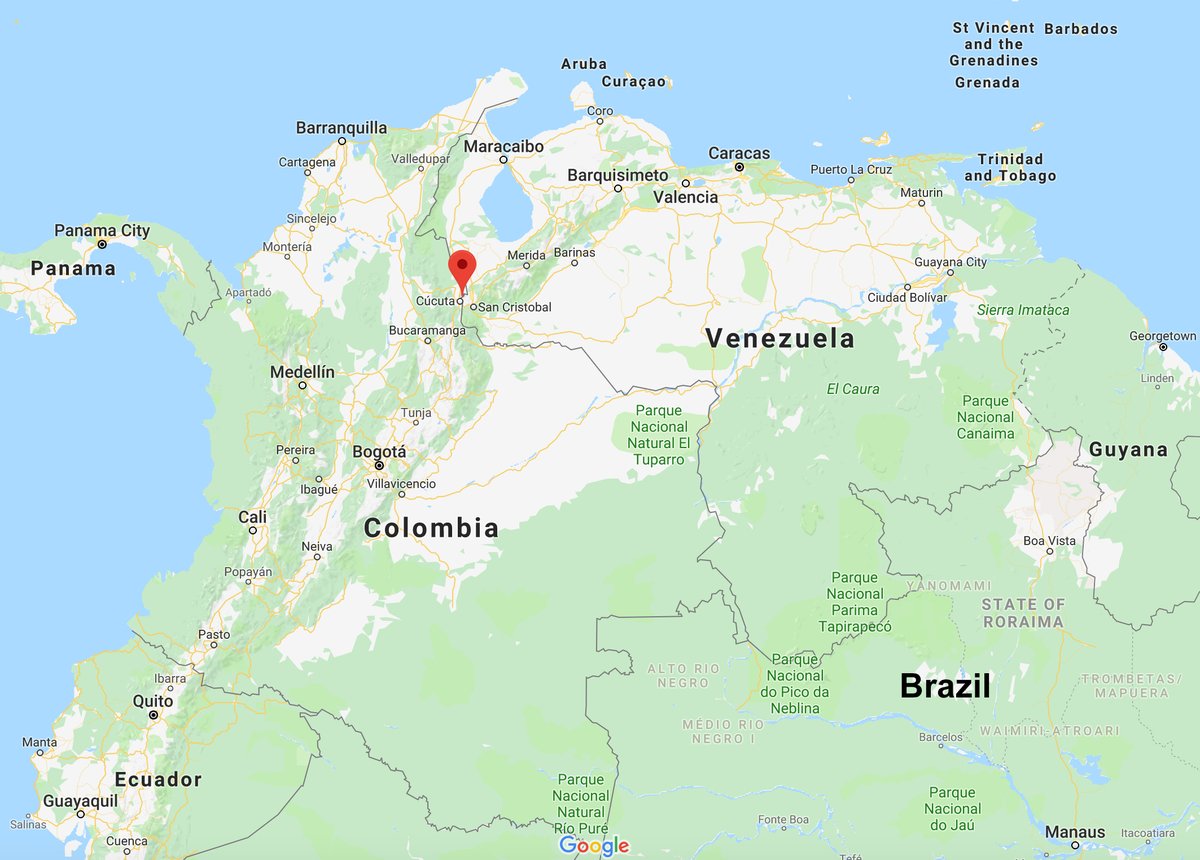 St Vincent
and the
Grenadines
Barbados
Grenada
Aruba
Curaçao
Coro
Barranquilla
Cartagena
Valledupar
Maracaibo
Barquisimeto
Valencia
Caracas
Puerto La Cruz
Trinidad
and Tobago
Maturin
Sincelejo
Montería
Panama City
Panama
Apartadó
Merida
Barinas
Guayana City
Ciudad Bolívar
Cúcuta
San Cristobal
Sierra Imataca
Bucaramanga
Venezuela
Georgetown
Linden
Medellín
El Caura
Tunja
Parque
Nacional
Natural El
Tuparro
Parque
Nacional
Canaima
Guyana
Pereira
Bogotá
Villavicencio
Ibagué
Cali
Colombia
Neiva
Boa Vista
Popayán
Parque
Nacional
Parima
Tapirapecó
YANOMAMI
STATE OF
RORAIMA
Pasto
Ibarra
Quito
ALTO RIO
NEGRO
Parque
Nacional
do Pico da
Neblina
Brazil
TROMBETAS/
MAPUERA
MÉDIO RIO
NEGRO I
WAIMIRI-ATROARI
Barcelos
Manta
Ecuador
Guayaquil
Salinas
Cuenca
Parque
Nacional
Natural
Río Puré
Google
Parque
Nacional
do Jaú
Fonte Boa
Manaus
Itacoatiara
Tefé